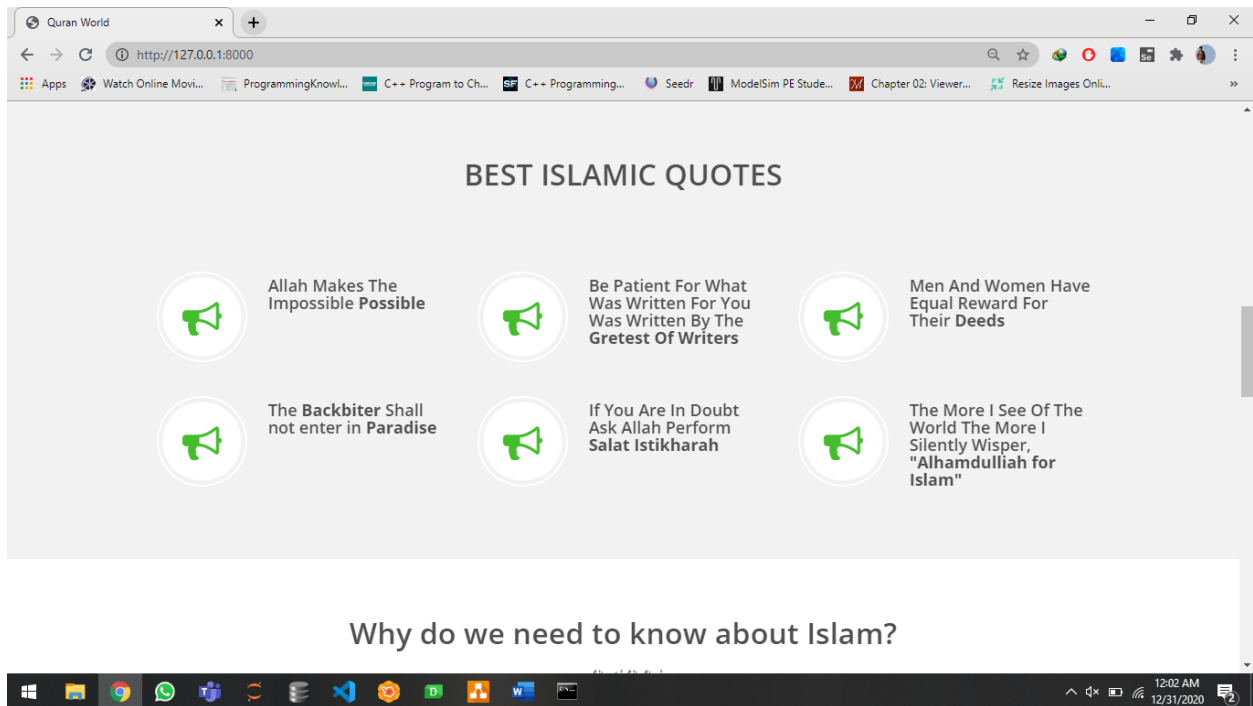 Quran World
http://127.0.0.1:8000
Apps
Watch Online Movi...
ProgrammingKnowl...
C++ Program to Ch...
SF
C++ Programming...
Seedr
ModelSim PE Stude...
Chapter 02: Viewer...
Resize Images Onli...
»
BEST ISLAMIC QUOTES
Allah Makes The
Impossible Possible
Be Patient For What
Was Written For You
Was Written By The
Gretest Of Writers
Men And Women Have
Equal Reward For
Their Deeds
The Backbiter Shall
not enter in Paradise
If You Are In Doubt
Ask Allah Perform
Salat Istikharah
The More I See Of The
World The More I
Silently Wisper,
"Alhamdulliah for
Islam"
Why do we need to know about Islam?
12:02 AM
12/31/2020
2